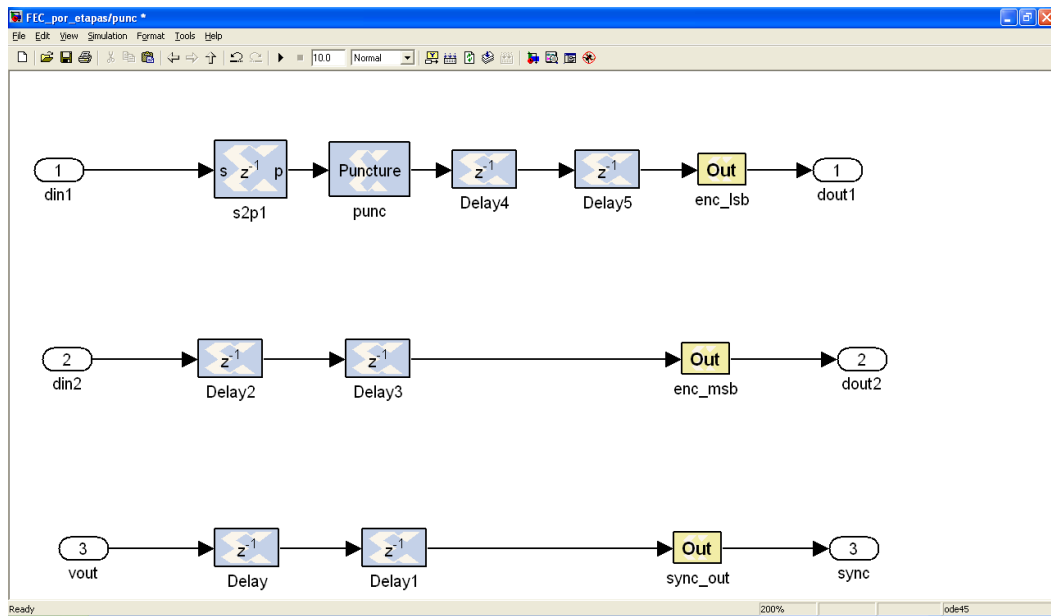 FEC_por_etapas/punc *
File Edit View Simulation Format Tools Help
10.0 Normal
1 s z-1 p Puncture z-1 z-1 Out 1
din1 s2p1 punc Delay4 Delay5 enc_lsb dout1
2 z-1 z-1 Out 2
din2 Delay2 Delay3 enc_msb dout2
3 z-1 z-1 Out 3
vout Delay Delay1 sync_out sync
Ready 200% ode45